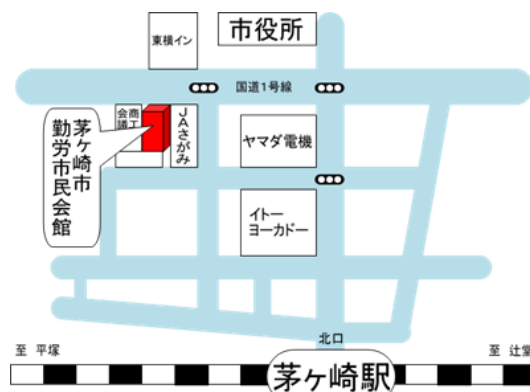 東横イン
市役所
国道1号線
商工
会議
JAさがみ
茅ヶ崎市
勤労市民会館
ヤマダ電機
イトー
ヨーカドー
北口
至 平塚
至 辻堂
茅ヶ崎駅